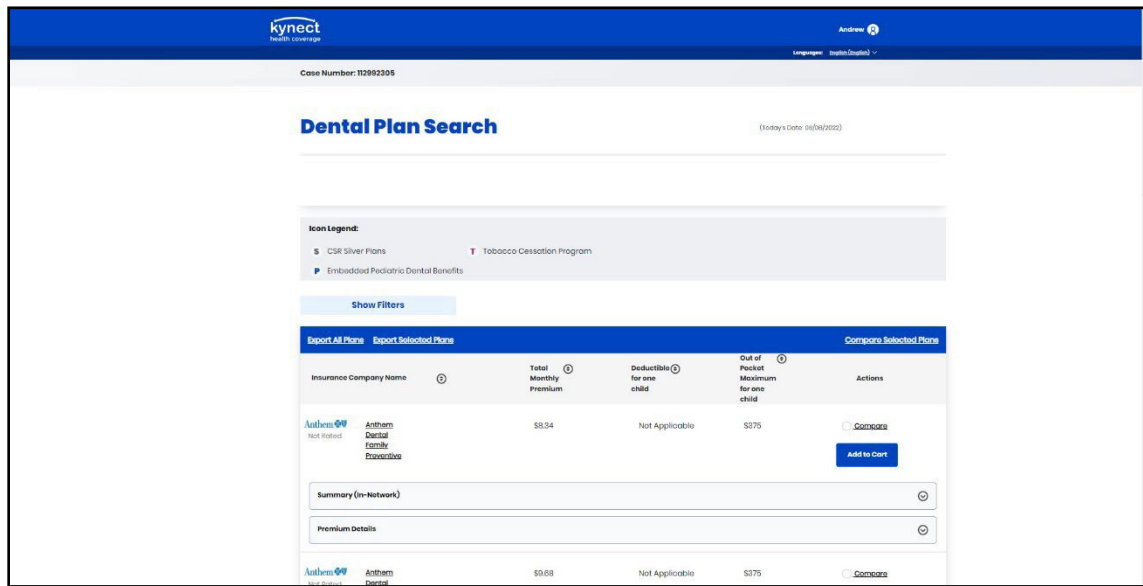 kynect
health coverage
Andrew
Languages: English (English)
Case Number: 112992305
Dental Plan Search
(Today's Date: 08/08/2022)
Icon Legend:
S CSR Silver Plans
T Tobacco Cessation Program
P Embedded Pediatric Dental Benefits
Show Filters
Export All Plans Export Selected Plans Compare Selected Plans
Insurance Company Name
Total
Monthly
Premium
Deductible
for one
child
Out of
Pocket
Maximum
for one
child
Actions
Anthem
Not Rated
Anthem
Dental
Family
Preventive
$8.34
Not Applicable
$375
Compare
Add to Cart
Summary (In-Network)
Premium Details
Anthem
Not Rated
Anthem
Dental
$9.68
Not Applicable
$375
Compare